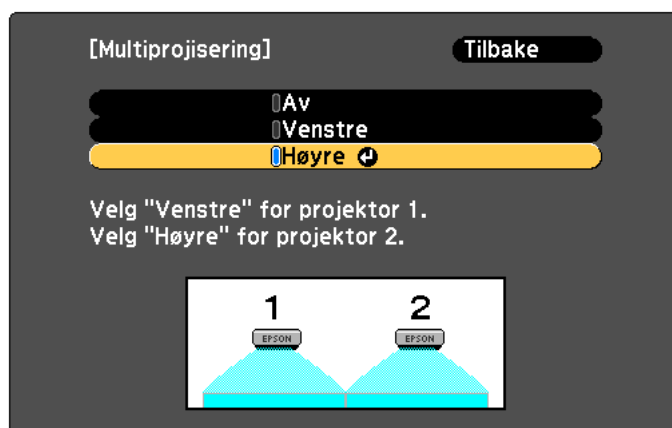 [Multiprojisering] Tilbake
Av
Venstre
Høyre
Velg "Venstre" for projektor 1.
Velg "Høyre" for projektor 2.
1 2
EPSON EPSON